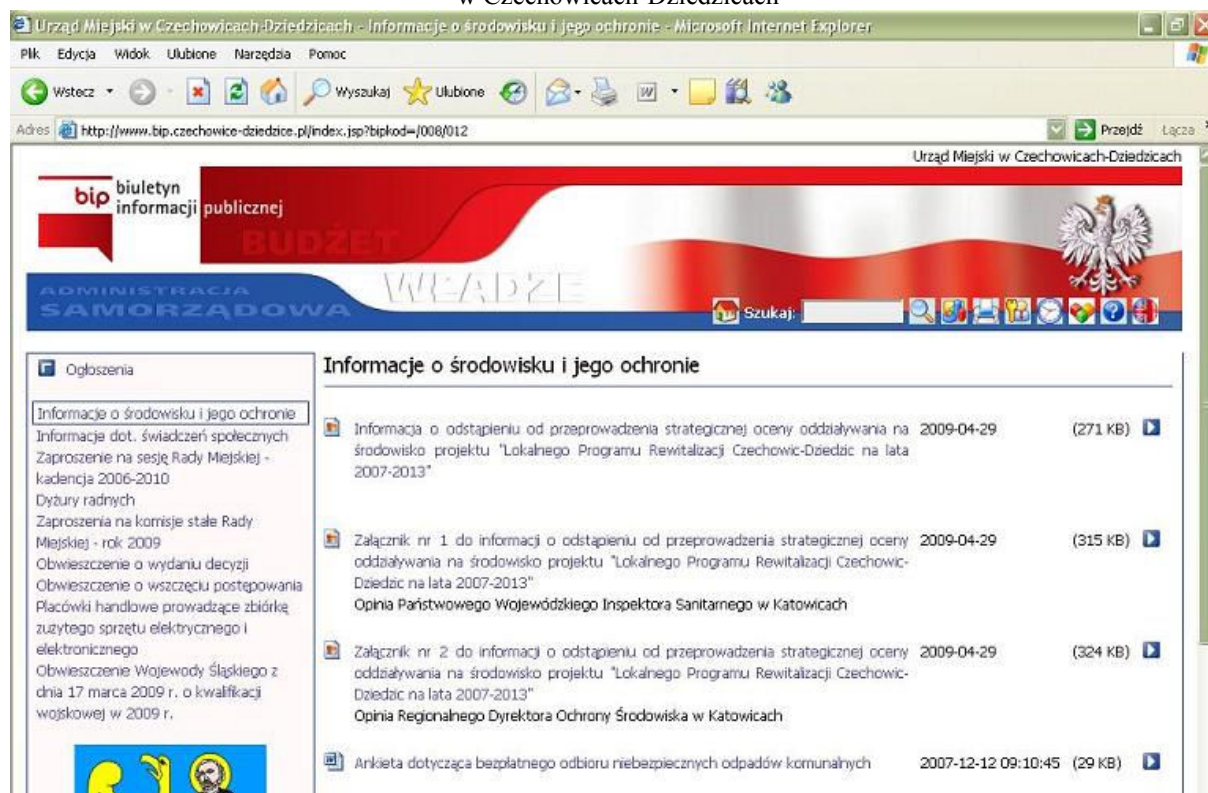 w Czechowicach-Dziedzicach
Urząd Miejski w Czechowicach-Dziedzicach - Informacje o środowisku i jego ochronie - Microsoft Internet Explorer
Plik Edycja Widok Ulubione Narzędzia Pomoc
Wstecz Wyszukaj Ulubione
Adres http://www.bip.czechowice-dziedzice.pl/index.jsp?bipkod=/008/012 Przejdź Łącza
Urząd Miejski w Czechowicach-Dziedzicach
bip biuletyn
informacji publicznej
BUDŻET
WŁADZE
ADMINISTRACJA
SAMORZĄDOWA
Szukaj:
Ogłoszenia
Informacje o środowisku i jego ochronie
Informacje dot. świadczeń społecznych
Zaproszenie na sesję Rady Miejskiej -
kadencja 2006-2010
Dyżury radnych
Zaproszenia na komisje stałe Rady
Miejskiej - rok 2009
Obwieszczenie o wydaniu decyzji
Obwieszczenie o wszczęciu postępowania
Placówki handlowe prowadzące zbiórkę
zużytego sprzętu elektrycznego i
elektronicznego
Obwieszczenie Wojewody Śląskiego z
dnia 17 marca 2009 r. o kwalifikacji
wojskowej w 2009 r.
Informacje o środowisku i jego ochronie
Informacja o odstąpieniu od przeprowadzenia strategicznej oceny oddziaływania na 2009-04-29 (271 KB)
środowisko projektu "Lokalnego Programu Rewitalizacji Czechowic-Dziedzic na lata
2007-2013"
Załącznik nr 1 do informacji o odstąpieniu od przeprowadzenia strategicznej oceny 2009-04-29 (315 KB)
oddziaływania na środowisko projektu "Lokalnego Programu Rewitalizacji Czechowic-
Dziedzic na lata 2007-2013"
Opinia Państwowego Wojewódzkiego Inspektora Sanitarnego w Katowicach
Załącznik nr 2 do informacji o odstąpieniu od przeprowadzenia strategicznej oceny 2009-04-29 (324 KB)
oddziaływania na środowisko projektu "Lokalnego Programu Rewitalizacji Czechowic-
Dziedzic na lata 2007-2013"
Opinia Regionalnego Dyrektora Ochrony Środowiska w Katowicach
Ankieta dotycząca bezpłatnego odbioru niebezpiecznych odpadów komunalnych 2007-12-12 09:10:45 (29 KB)